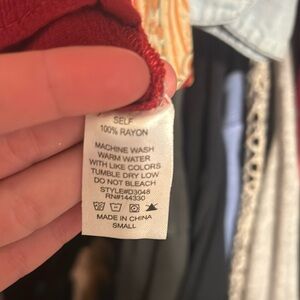 SELF
100% RAYON
MACHINE WASH
WARM WATER
WITH LIKE COLORS
TUMBLE DRY LOW
DO NOT BLEACH
STYLE#D3048
RN#144330
MADE IN CHINA
SMALL